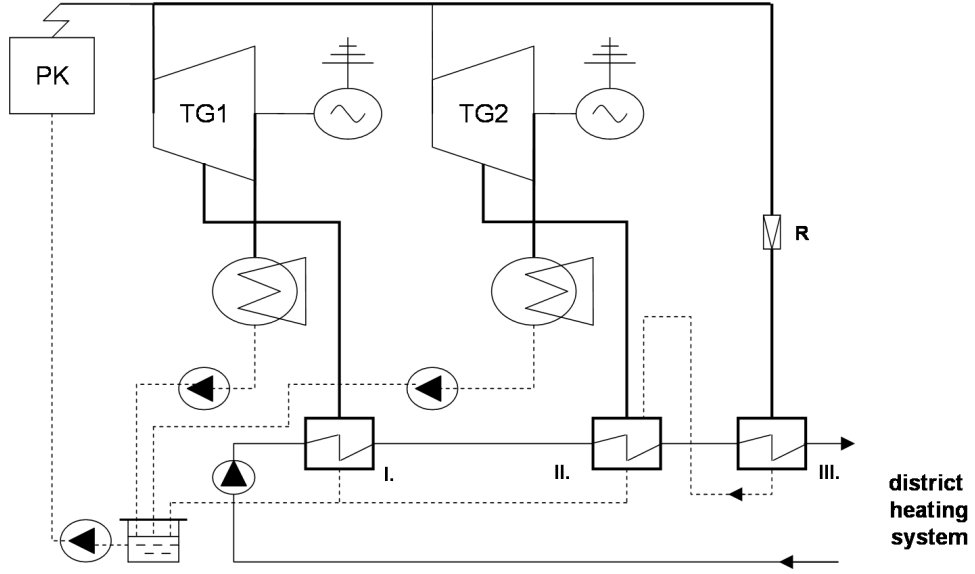 PK
TG1
TG2
R
I.
II.
III.
district
heating
system